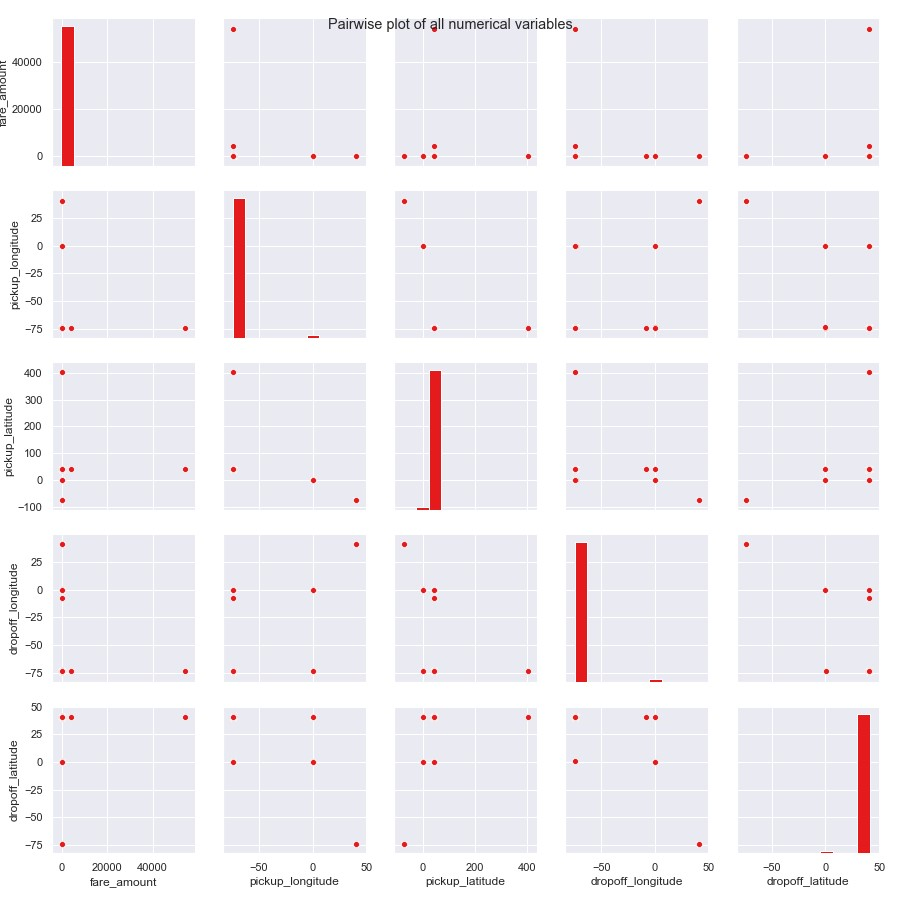 Pairwise plot of all numerical variables
fare_amount
40000
20000
0
pickup_longitude
25
0
−25
−50
−75
pickup_latitude
400
300
200
100
0
−100
dropoff_longitude
25
0
−25
−50
−75
dropoff_latitude
50
25
0
−25
−50
−75
0 20000 40000
−50 0 50
0 200 400
−50 0 50
−50 0 50
fare_amount
pickup_longitude
pickup_latitude
dropoff_longitude
dropoff_latitude